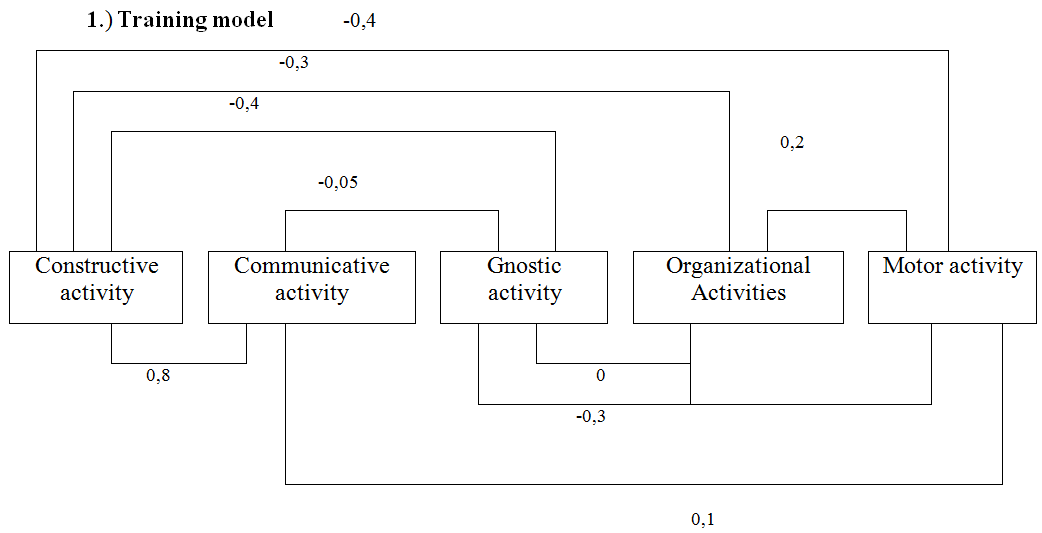 1.) Training model -0,4
-0,3
-0,4
0,2
-0,05
Constructive
activity
Communicative
activity
Gnostic
activity
Organizational
Activities
Motor activity
0,8
0
-0,3
0,1